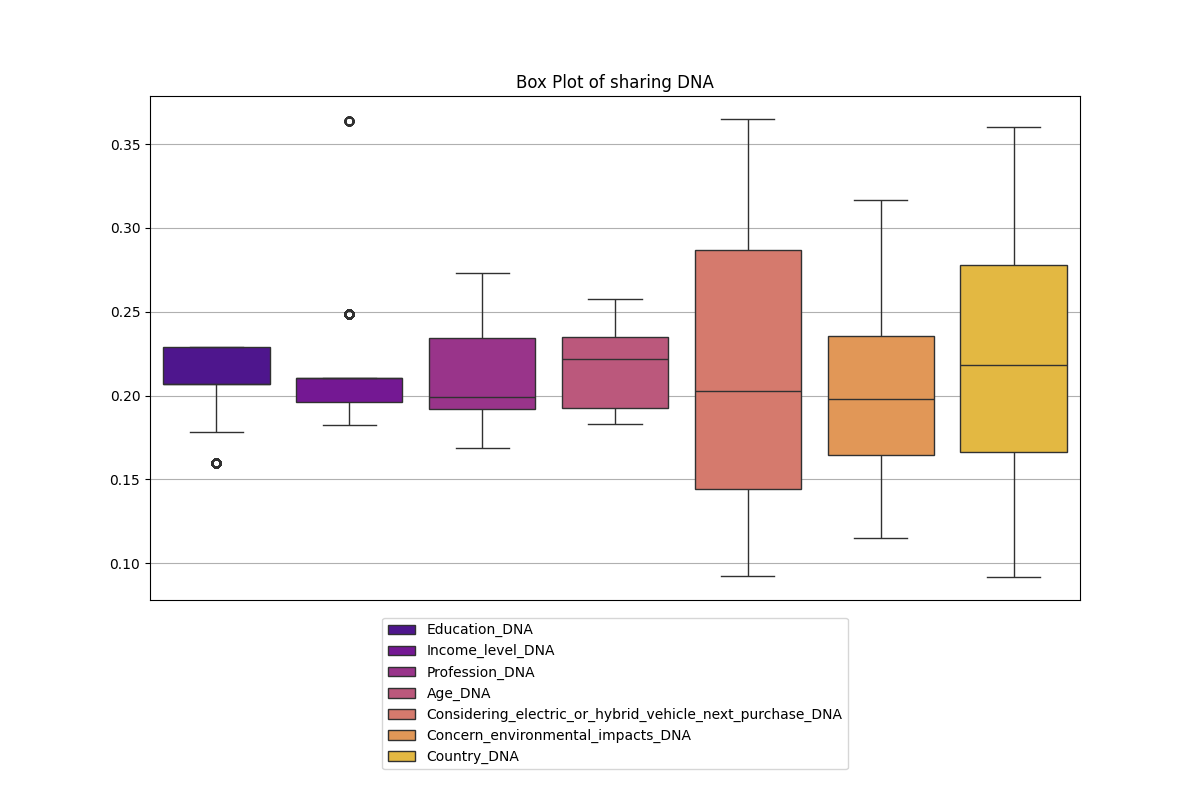 Box Plot of sharing DNA
0.35
0.30
0.25
0.20
0.15
0.10
Education_DNA
Income_level_DNA
Profession_DNA
Age_DNA
Considering_electric_or_hybrid_vehicle_next_purchase_DNA
Concern_environmental_impacts_DNA
Country_DNA